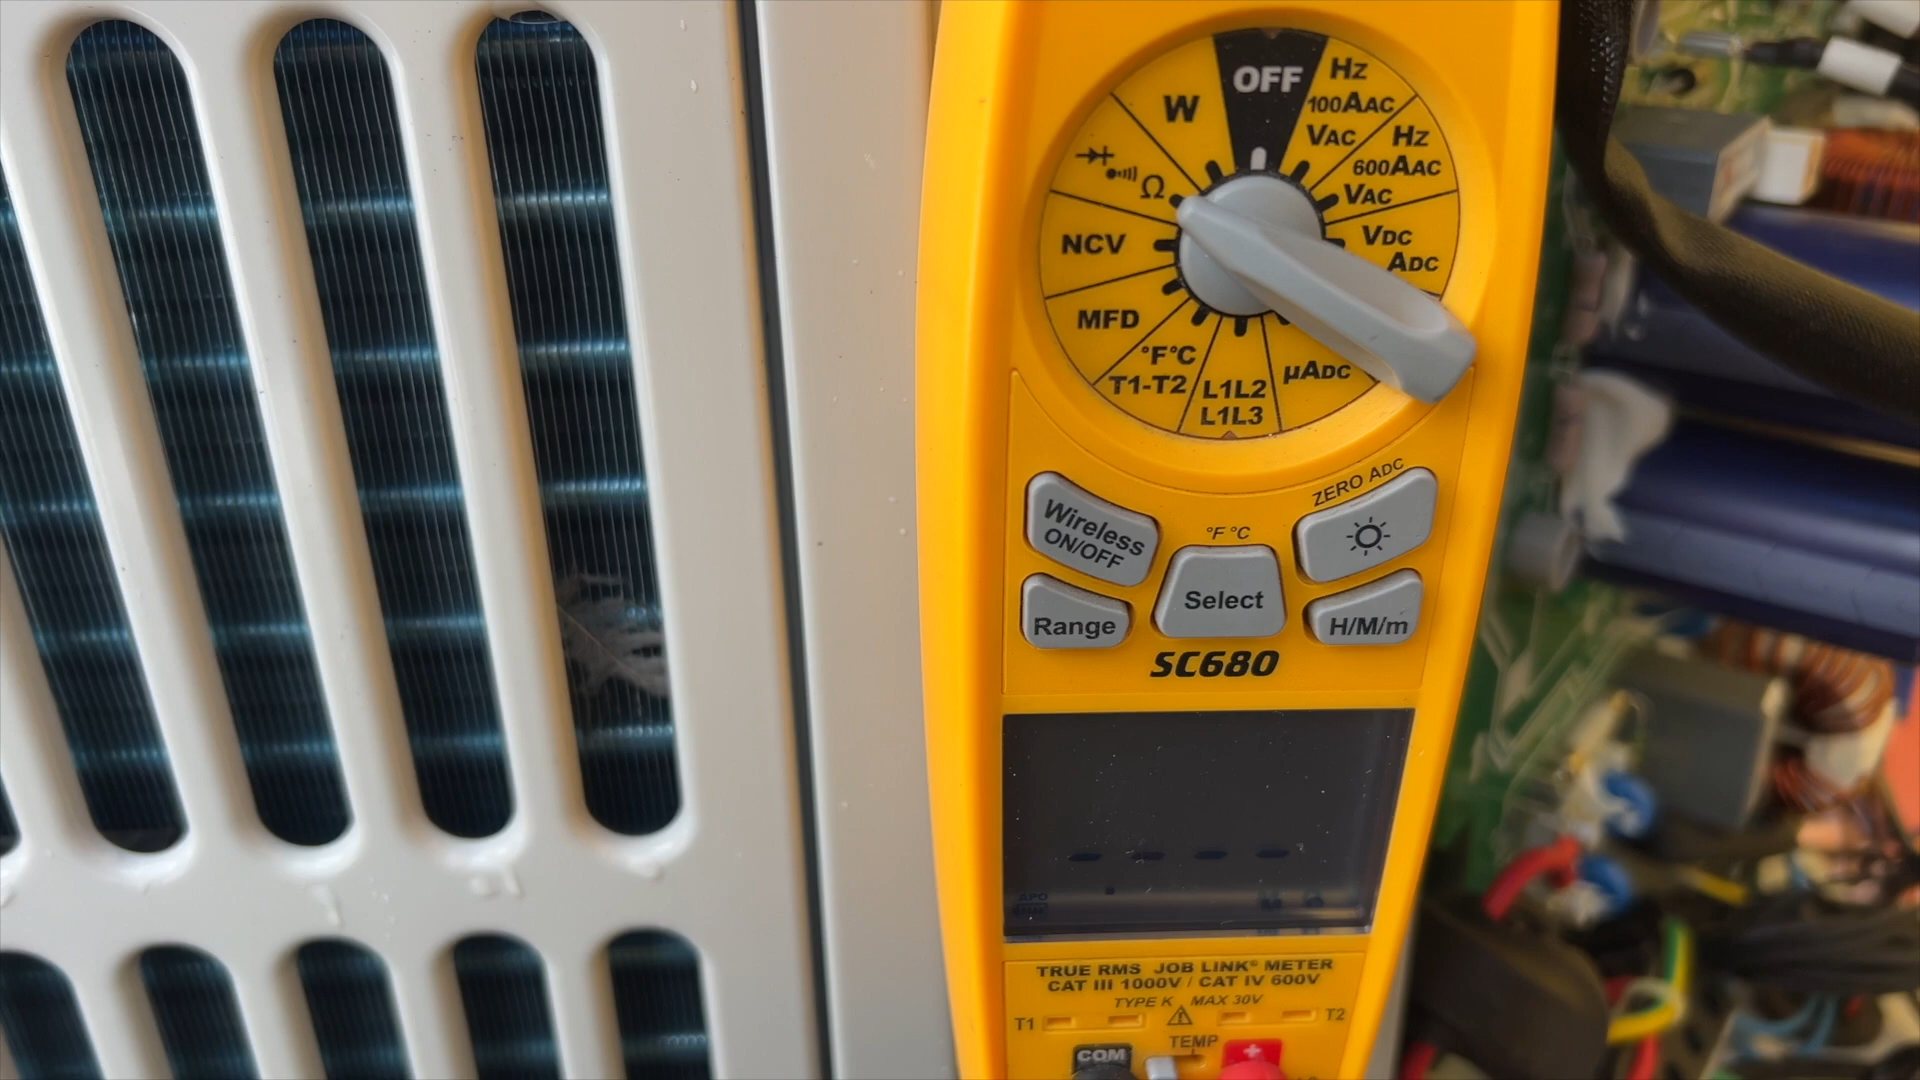 OFF
Hz
100AAC
VAC
Hz
600AAC
VAC
VDC
ADC
µADC
L1L2
L1L3
°F°C
T1-T2
MFD
NCV
Ω
W
ZERO ADC
Wireless
ON/OFF
°F °C
Select
Range
H/M/m
SC680
- - - -
APO
M Ω
TRUE RMS JOB LINK® METER
CAT III 1000V / CAT IV 600V
TYPE K MAX 30V
T1
T2
TEMP
COM
+